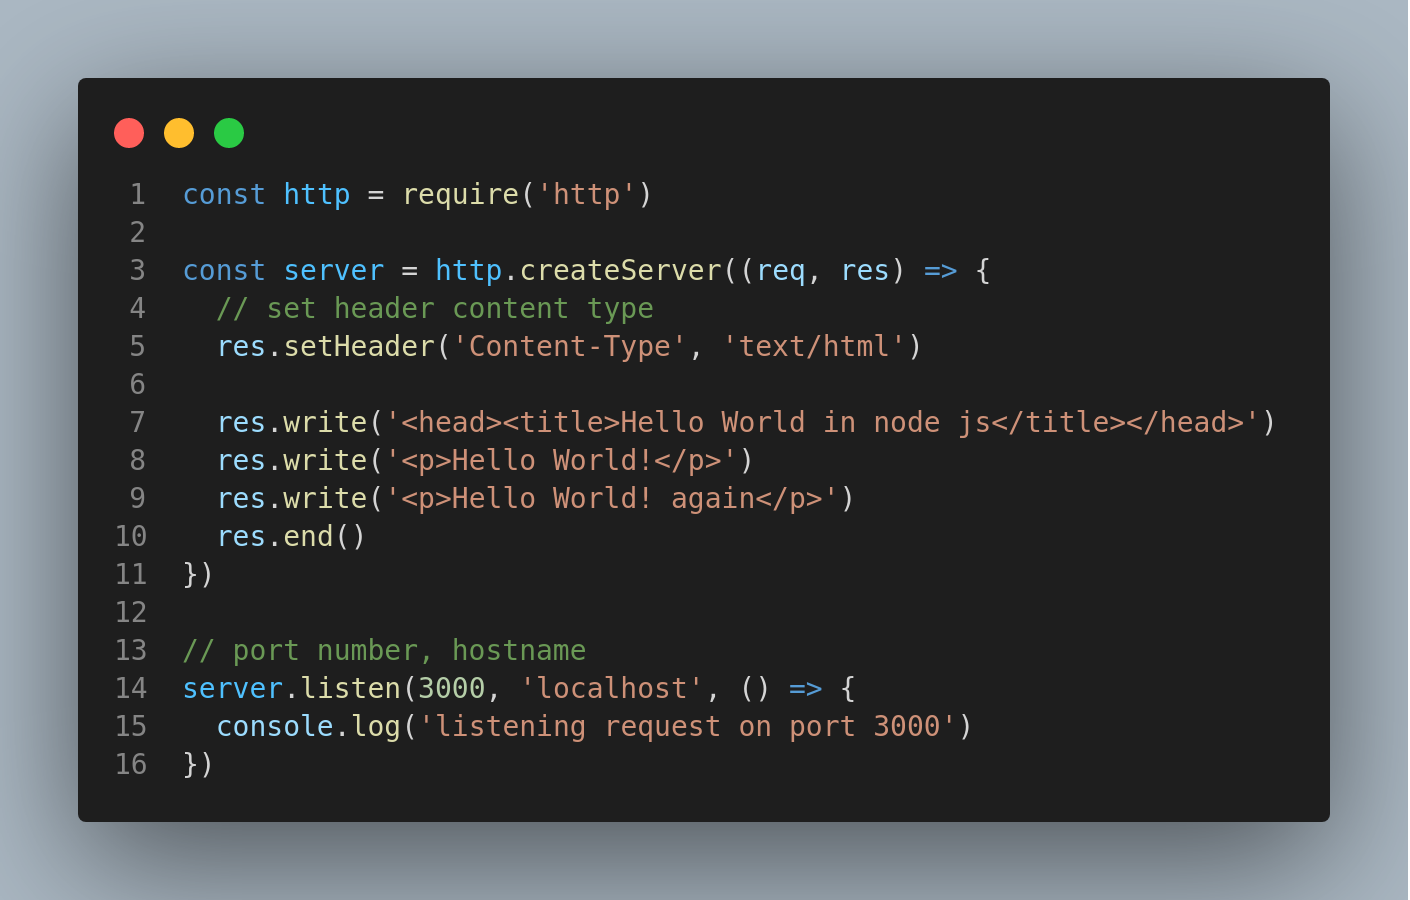 1 const http = require('http')
2
3 const server = http.createServer((req, res) => {
4   // set header content type
5   res.setHeader('Content-Type', 'text/html')
6
7   res.write('<head><title>Hello World in node js</title></head>')
8   res.write('<p>Hello World!</p>')
9   res.write('<p>Hello World! again</p>')
10   res.end()
11 })
12
13 // port number, hostname
14 server.listen(3000, 'localhost', () => {
15   console.log('listening request on port 3000')
16 })